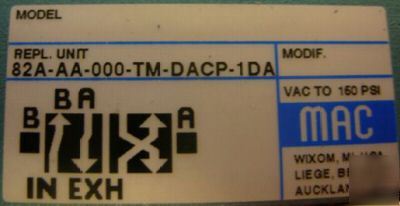 MODEL
REPL. UNIT
82A-AA-000-TM-DACP-1DA
MODIF.
VAC TO 150 PSI
MAC
B A
B A
IN EXH
WIXOM,
LIEGE,